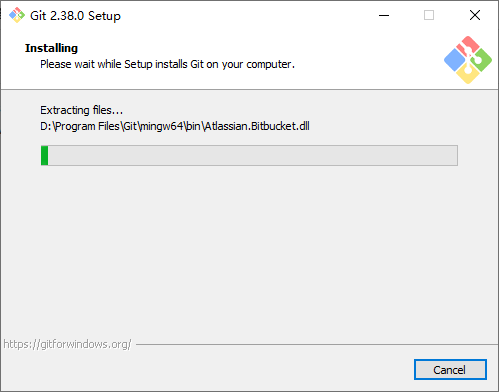 Git 2.38.0 Setup
Installing
Please wait while Setup installs Git on your computer.
Extracting files...
D:\Program Files\Git\mingw64\bin\Atlassian.Bitbucket.dll
https://gitforwindows.org/
Cancel